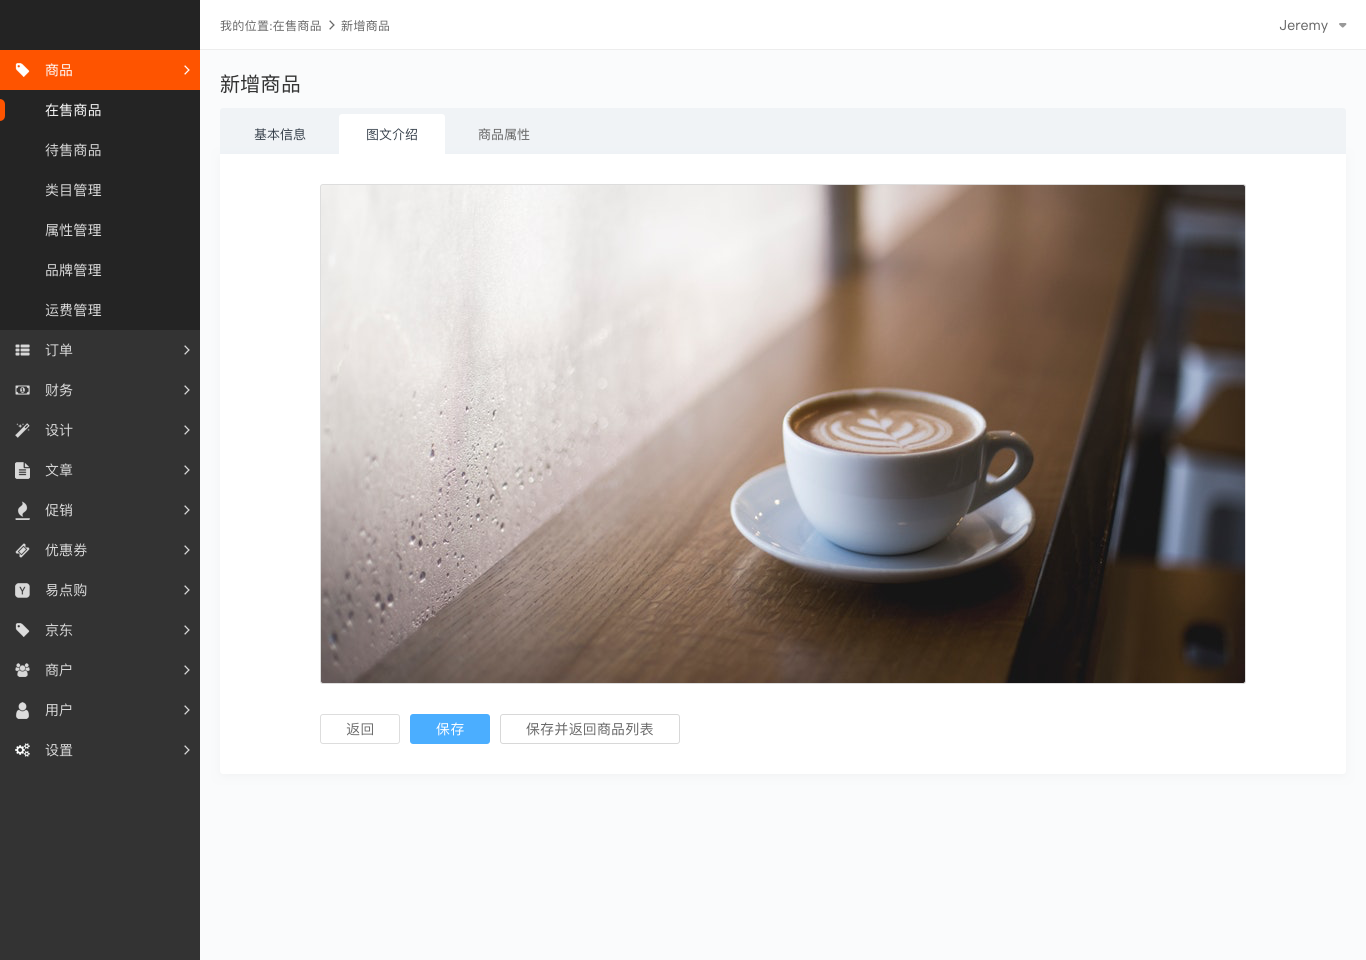 我的位置:在售商品 > 新增商品
Jeremy
商品
在售商品
待售商品
类目管理
属性管理
品牌管理
运费管理
订单
财务
设计
文章
促销
优惠券
易点购
京东
商户
用户
设置
新增商品
基本信息
图文介绍
商品属性
返回
保存
保存并返回商品列表